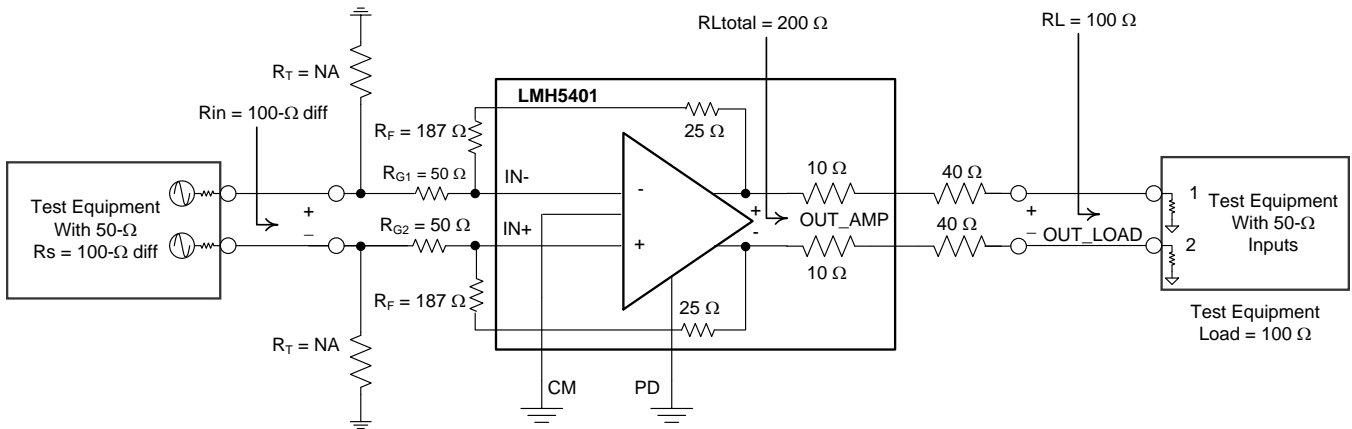 RLtotal = 200 Ω
RL = 100 Ω
R_T = NA
LMH5401
Rin = 100-Ω diff
R_F = 187 Ω
25 Ω
R_G1 = 50 Ω
IN-
-
10 Ω
40 Ω
1
Test Equipment
With 50-Ω
Rs = 100-Ω diff
+
–
R_G2 = 50 Ω
IN+
+
+
OUT_AMP
-
10 Ω
40 Ω
+
–
OUT_LOAD
2
Test Equipment
With 50-Ω
Inputs
R_F = 187 Ω
25 Ω
Test Equipment
Load = 100 Ω
R_T = NA
CM
PD